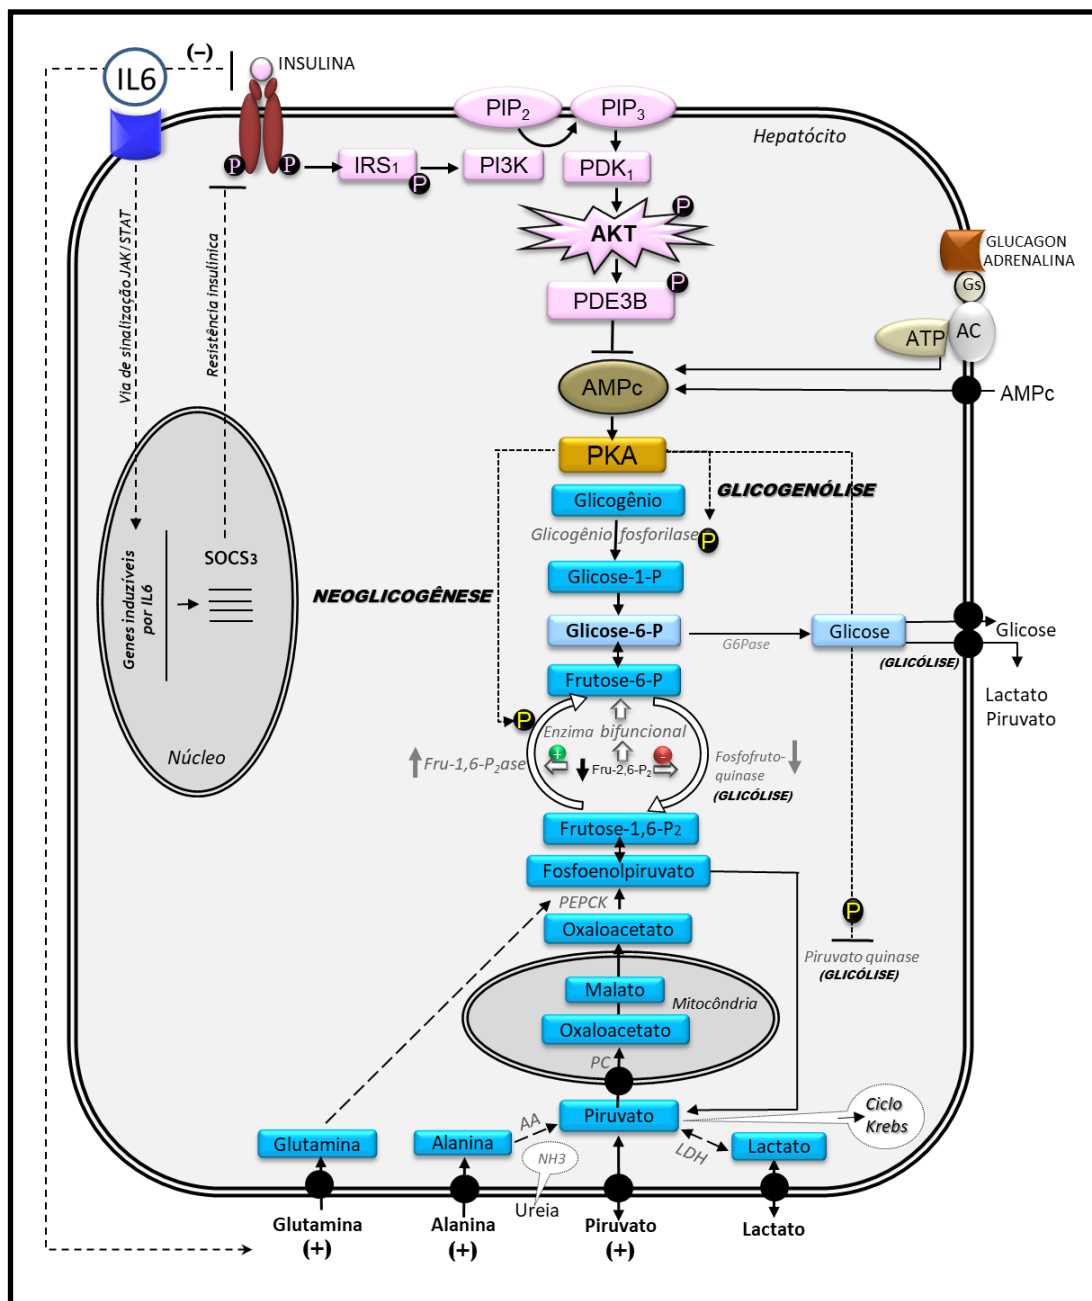 (–)
IL6
INSULINA
PIP2
PIP3
Hepatócito
P
P
IRS1
P
PI3K
PDK1
P
AKT
GLUCAGON
ADRENALINA
Gs
P
PDE3B
AC
ATP
AMPc
AMPc
Via de sinalização JAK/STAT
Resistência insulínica
PKA
GLICOGENÓLISE
Glicogênio
Glicogênio fosforilase
P
SOCS3
Genes induzíveis
por IL6
Núcleo
Glicose-1-P
NEOGLICOGÊNESE
Glicose-6-P
G6Pase
Glicose
(GLICÓLISE)
Glicose
Lactato
Piruvato
Frutose-6-P
P
Enzima bifuncional
+
-
Fru-1,6-P2ase
Fru-2,6-P2
Fosfofruto-
quinase
(GLICÓLISE)
Frutose-1,6-P2
Fosfoenolpiruvato
PEPCK
P
Oxaloacetato
Piruvato quinase
(GLICÓLISE)
Malato
Mitocôndria
Oxaloacetato
PC
Piruvato
Ciclo
Krebs
AA
Glutamina
Alanina
NH3
LDH
Lactato
Ureia
Glutamina
(+)
Alanina
(+)
Piruvato
(+)
Lactato